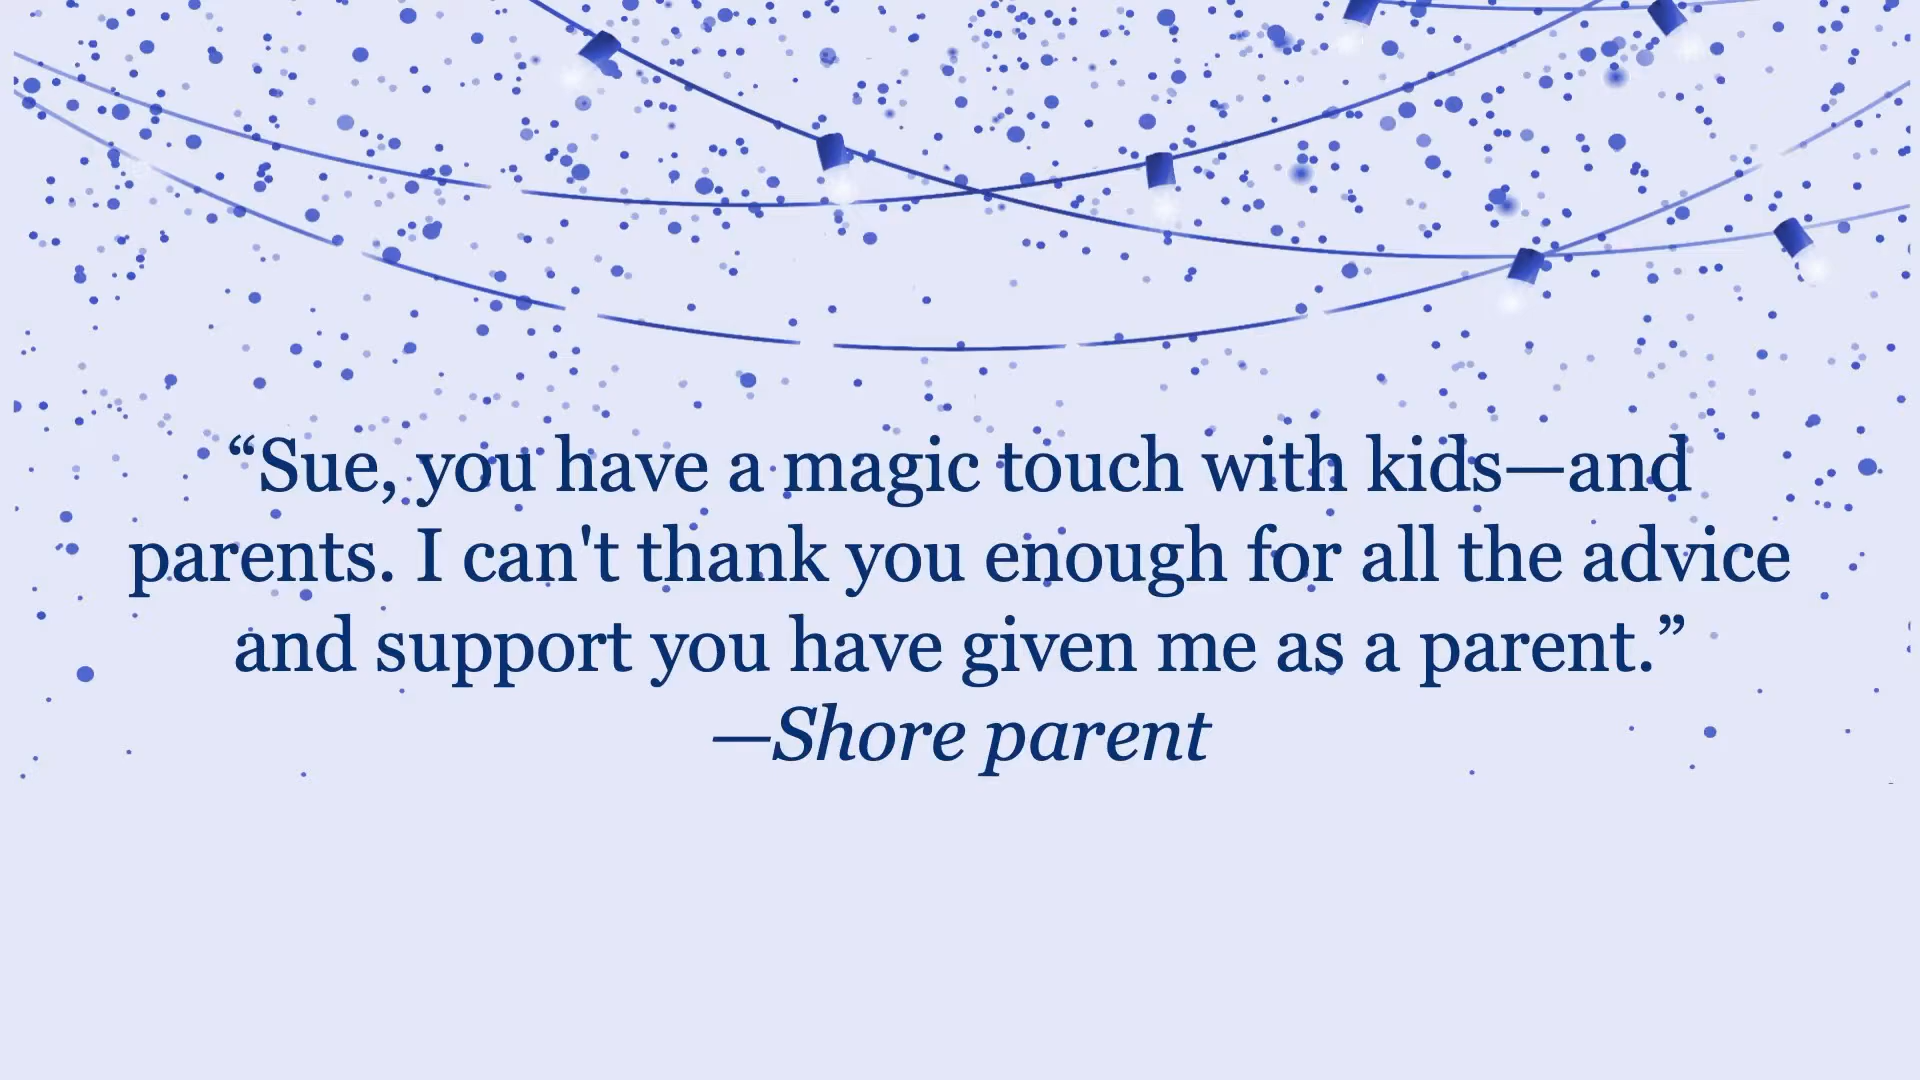 “Sue, you have a magic touch with kids—and
parents. I can't thank you enough for all the advice
and support you have given me as a parent.”
—Shore parent